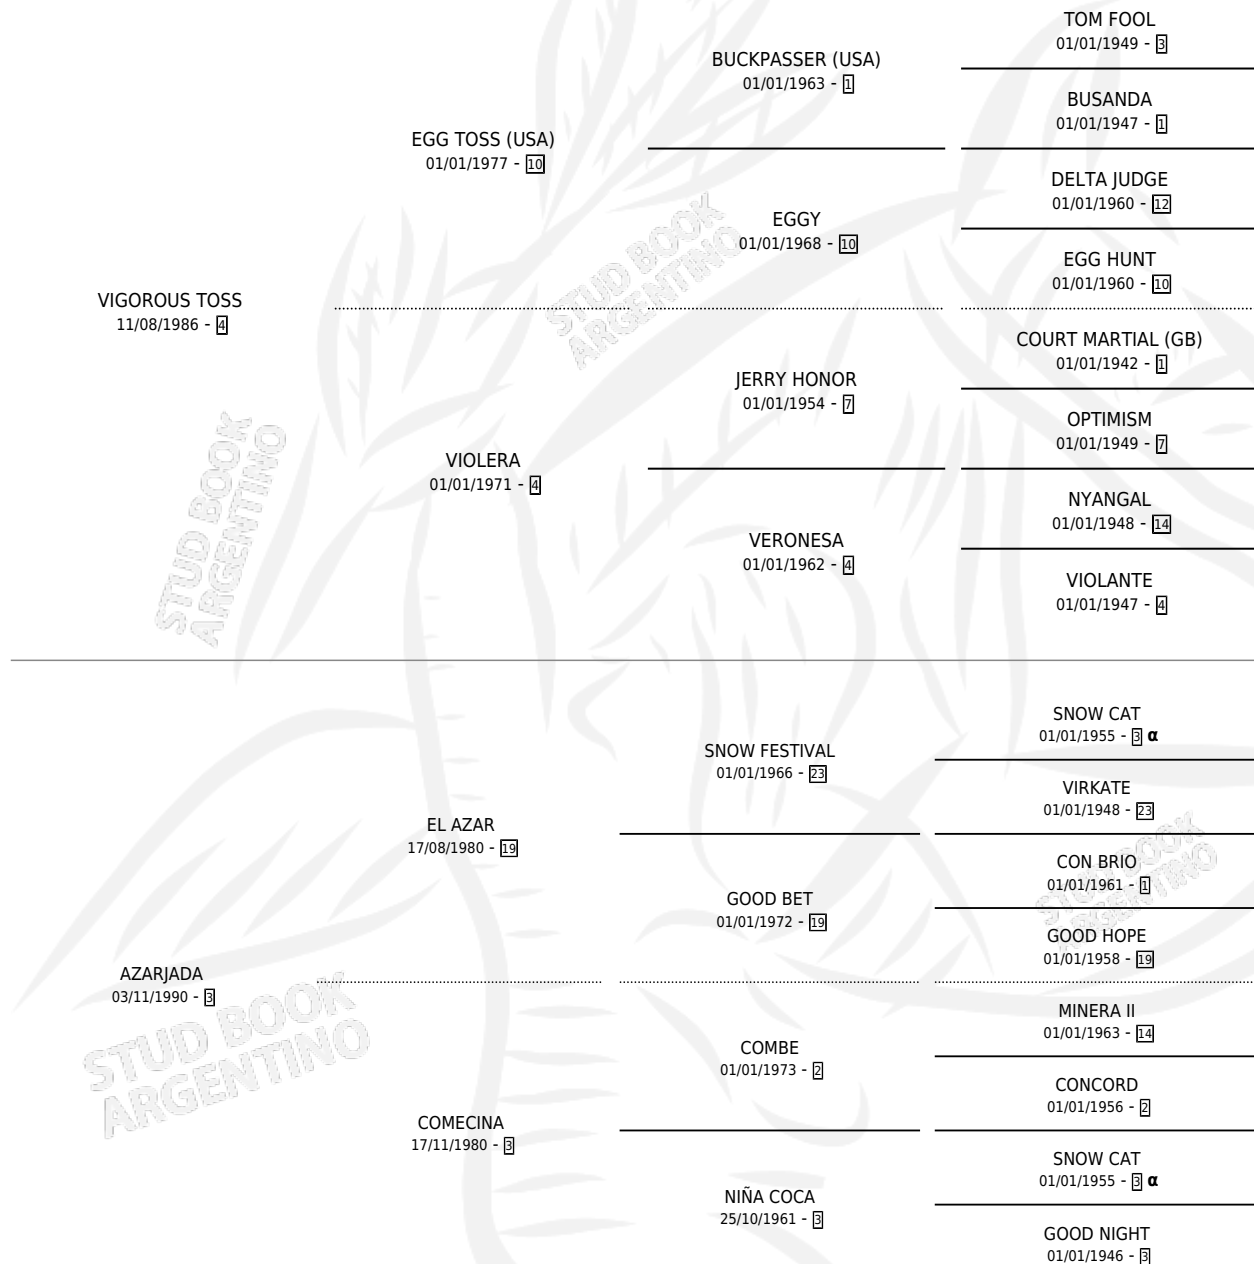 TOM FOOL
01/01/1949 - 3
BUCKPASSER (USA)
01/01/1963 - 1
BUSANDA
01/01/1947 - 1
EGG TOSS (USA)
01/01/1977 - 10
DELTA JUDGE
01/01/1960 - 12
EGGY
01/01/1968 - 10
EGG HUNT
01/01/1960 - 10
VIGOROUS TOSS
11/08/1986 - 4
COURT MARTIAL (GB)
01/01/1942 - 1
JERRY HONOR
01/01/1954 - 7
OPTIMISM
01/01/1949 - 7
VIOLERA
01/01/1971 - 4
NYANGAL
01/01/1948 - 14
VERONESA
01/01/1962 - 4
VIOLANTE
01/01/1947 - 4
SNOW CAT
01/01/1955 - 3 α
SNOW FESTIVAL
01/01/1966 - 23
VIRKATE
01/01/1948 - 23
EL AZAR
17/08/1980 - 19
CON BRIO
01/01/1961 - 1
GOOD BET
01/01/1972 - 19
GOOD HOPE
01/01/1958 - 19
AZARJADA
03/11/1990 - 3
MINERA II
01/01/1963 - 14
COMBE
01/01/1973 - 2
CONCORD
01/01/1956 - 2
COMECINA
17/11/1980 - 3
SNOW CAT
01/01/1955 - 3 α
NIÑA COCA
25/10/1961 - 3
GOOD NIGHT
01/01/1946 - 3
STUD BOOK
ARGENTINO
STUD BOOK
ARGENTINO
STUD BOOK
ARGENTINO
STUD BOOK
ARGENTINO